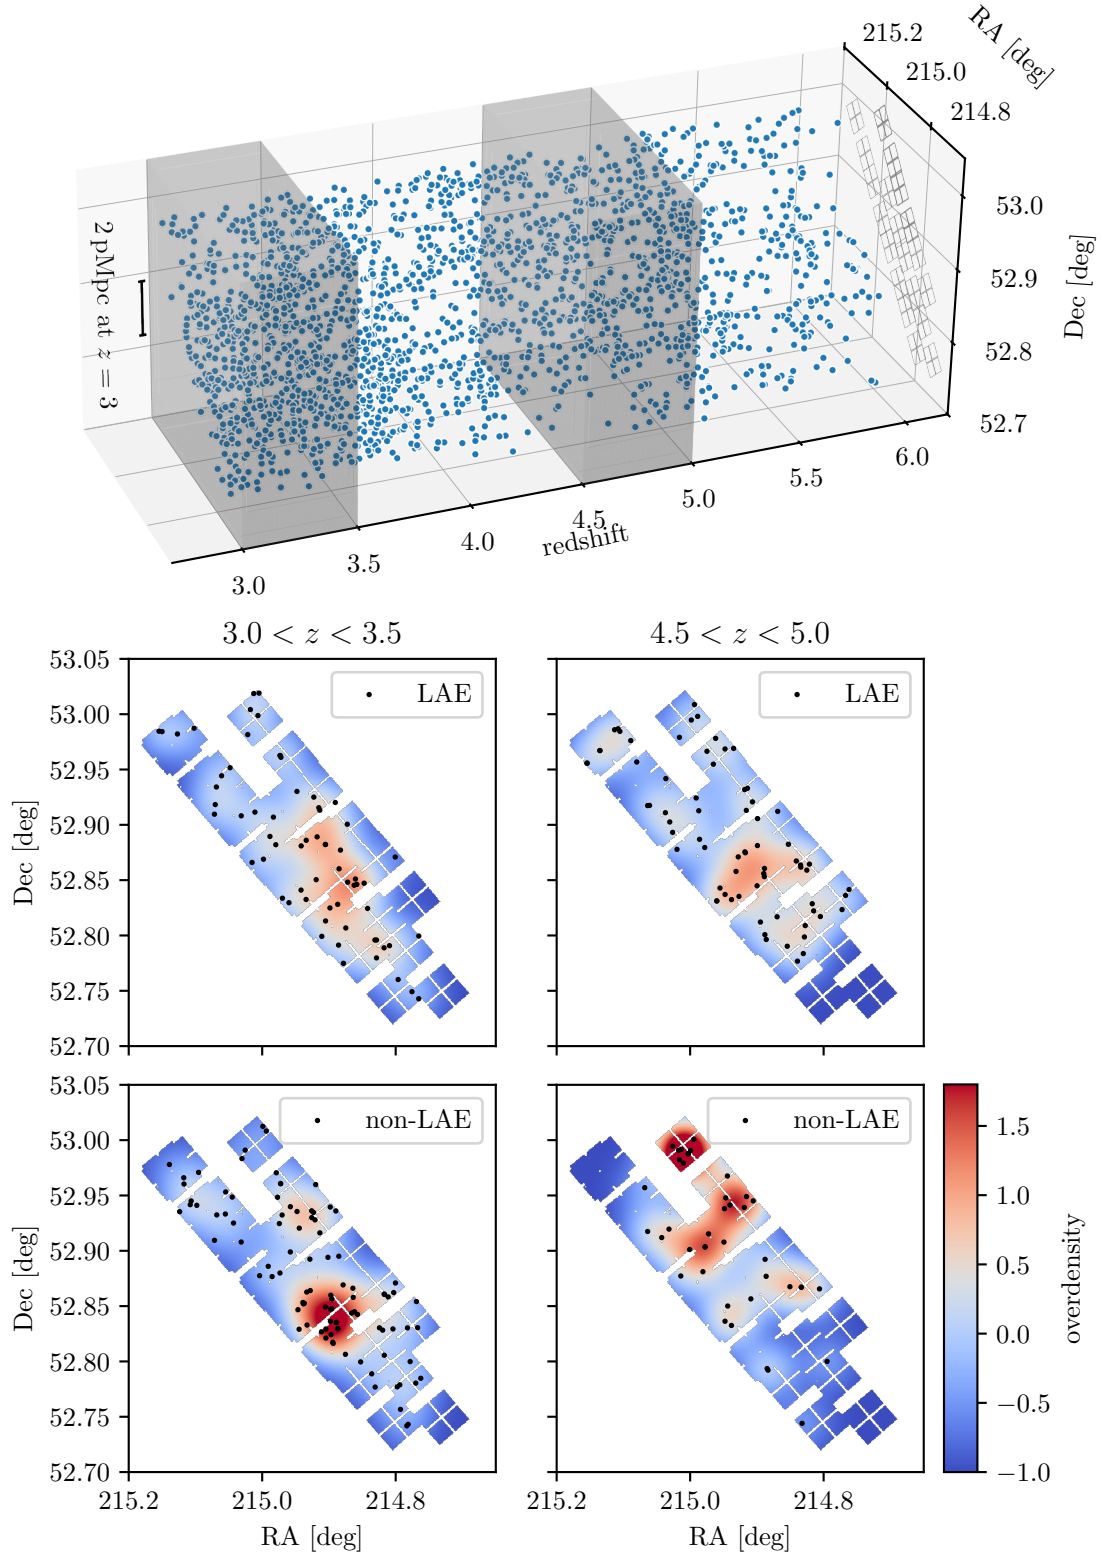 215.2
RA [deg]
215.0
214.8
53.0
52.9
Dec [deg]
52.8
52.7
2 pMpc at z = 3
6.0
5.5
5.0
4.5
4.0
3.5
3.0
redshift
3.0 < z < 3.5
4.5 < z < 5.0
53.05
53.00
52.95
52.90
52.85
52.80
52.75
52.70
Dec [deg]
LAE
LAE
53.05
53.00
52.95
52.90
52.85
52.80
52.75
52.70
Dec [deg]
non-LAE
non-LAE
215.2 215.0 214.8
RA [deg]
215.2 215.0 214.8
RA [deg]
1.5
1.0
0.5
0.0
−0.5
−1.0
overdensity